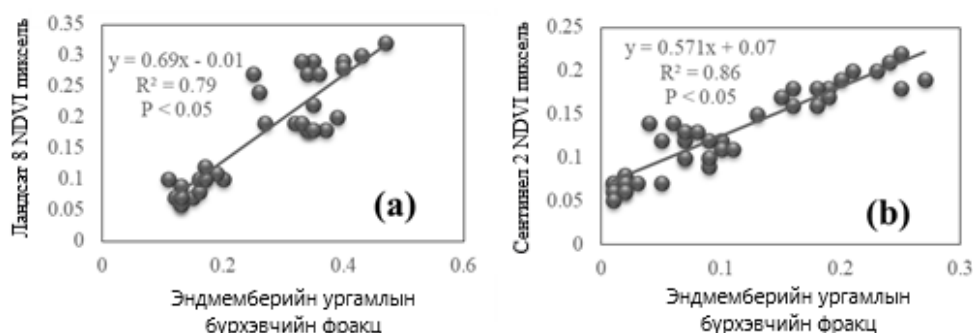 Ландсат 8 NDVI пиксель
0.35
0.3
0.25
0.2
0.15
0.1
0.05
0
y = 0.69x - 0.01
R² = 0.79
P < 0.05
(a)
0
0.2
0.4
0.6
Эндмемберийн ургамлын
бүрхэвчийн фракц
Сентинел 2 NDVI пиксель
0.25
0.2
0.15
0.1
0.05
0
y = 0.571x + 0.07
R² = 0.86
P < 0.05
(b)
0
0.1
0.2
0.3
Эндмемберийн ургамлын
бүрхэвчийн фракц